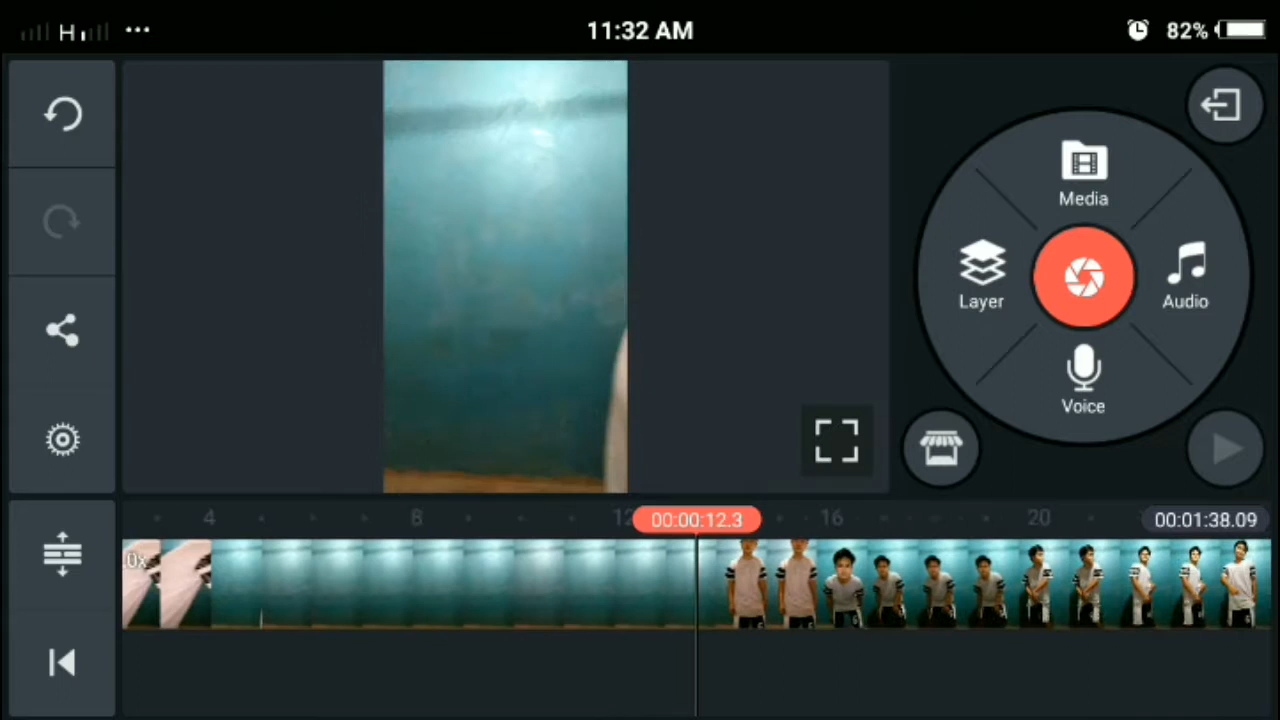 H 11:32 AM 82%
Media
Layer
Audio
Voice
4 8 12 00:00:12.3 16 20 00:01:38.09
0x